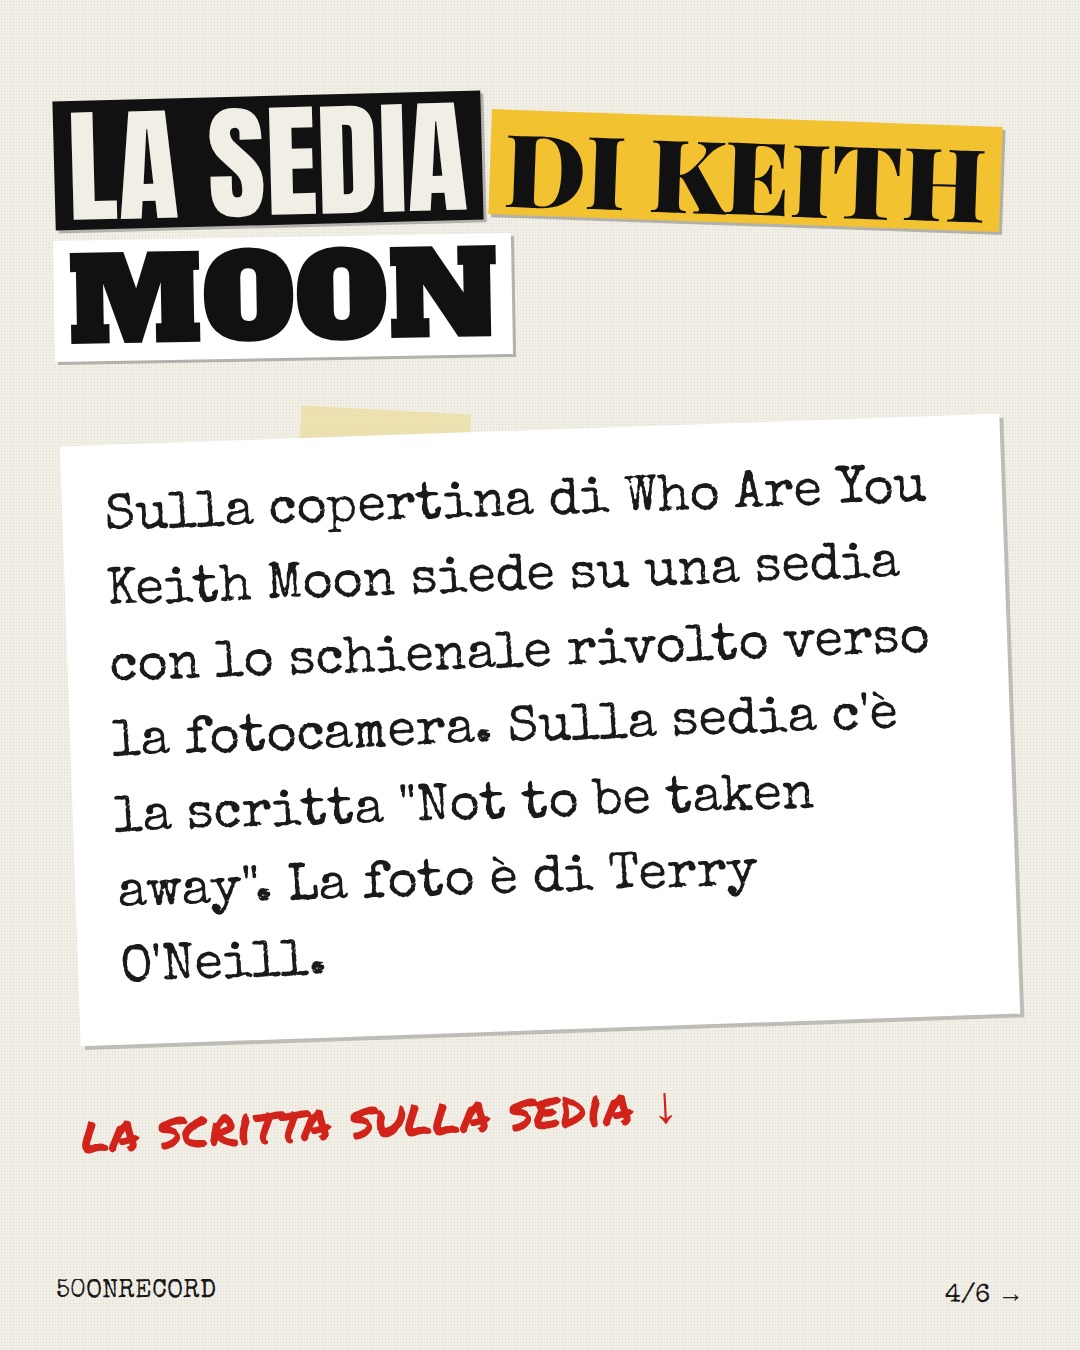 LA SEDIA DI KEITH
MOON
Sulla copertina di Who Are You
Keith Moon siede su una sedia
con lo schienale rivolto verso
la fotocamera. Sulla sedia c'è
la scritta "Not to be taken
away". La foto è di Terry
O'Neill.
LA SCRITTA SULLA SEDIA ↓
500NRECORD
4/6 →